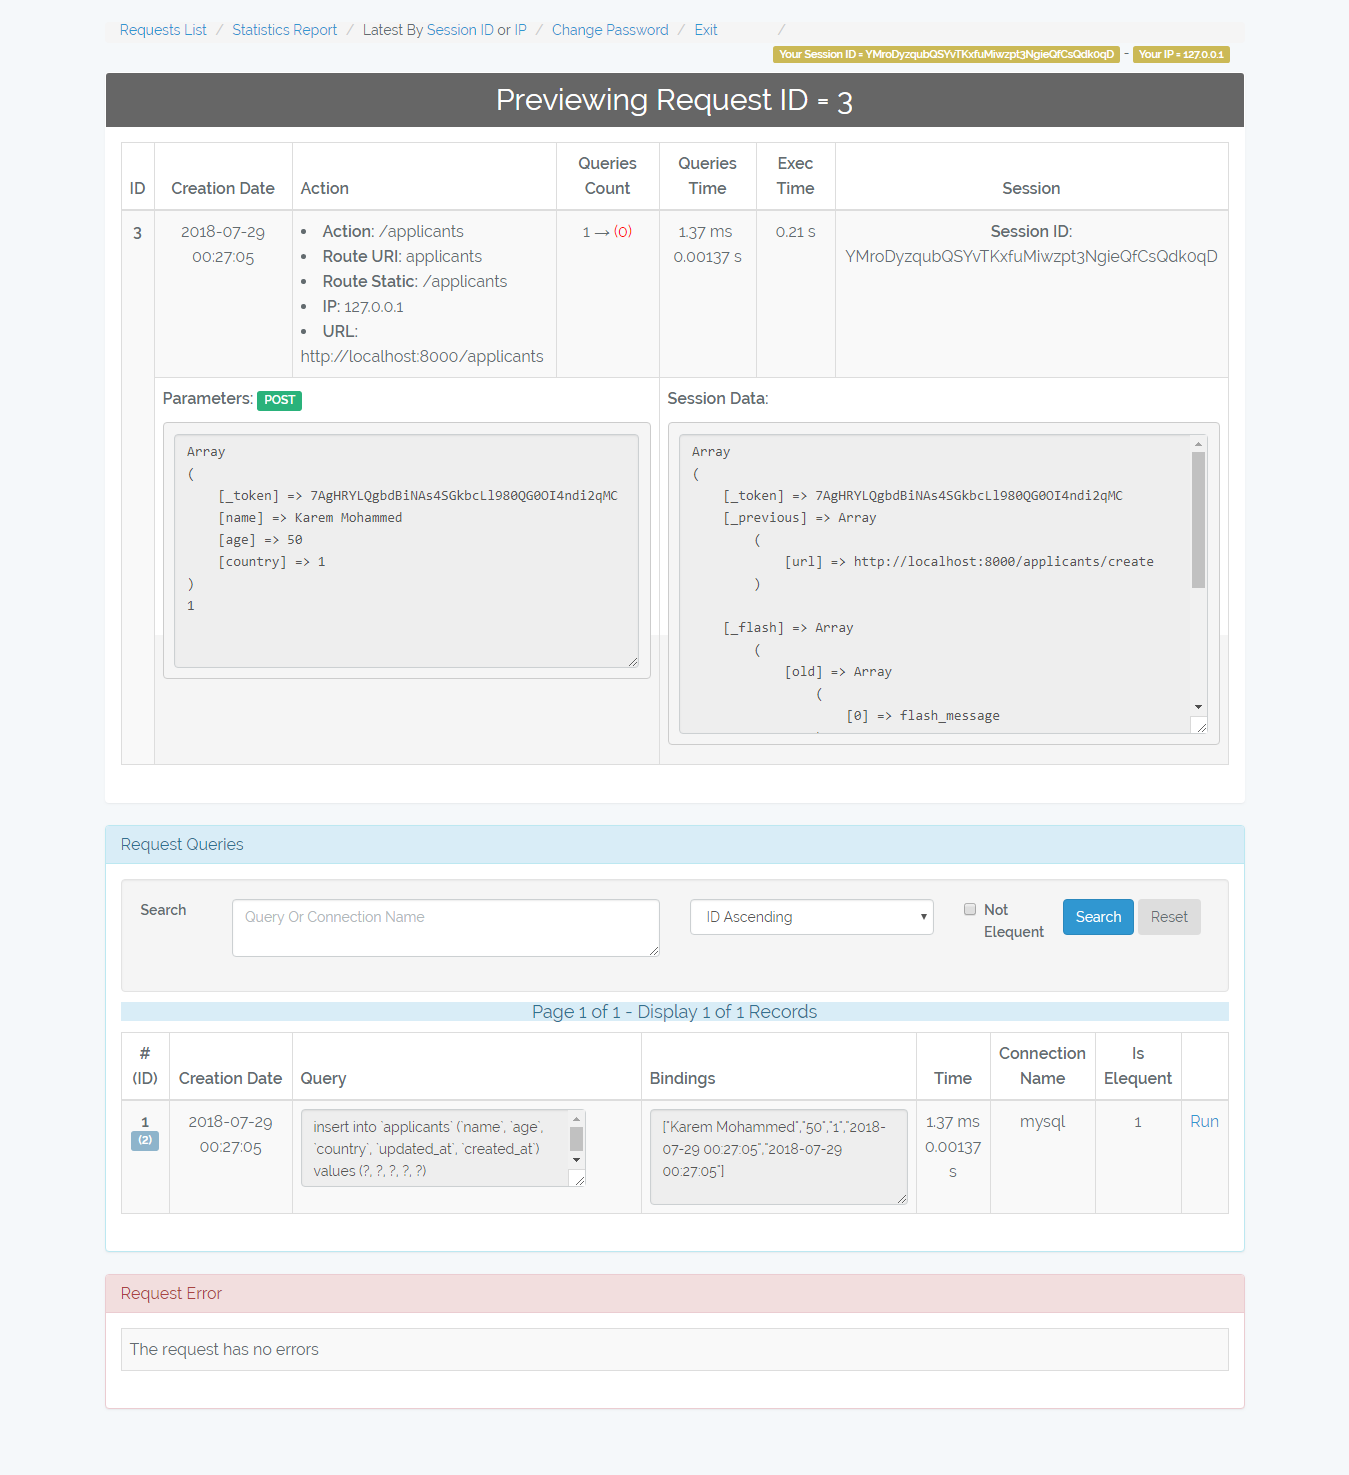 Requests List / Statistics Report / Latest By Session ID or IP / Change Password / Exit /
Your Session ID = YMroDyzqubQSYvTKxfuMiwzpt3NgieQfCsQdk0qD - Your IP = 127.0.0.1
Previewing Request ID = 3
ID Creation Date Action Queries Count Queries Time Exec Time Session
3
2018-07-29
00:27:05
• Action: /applicants
• Route URI: applicants
• Route Static: /applicants
• IP: 127.0.0.1
• URL:
http://localhost:8000/applicants
1 → (0)
1.37 ms
0.00137 s
0.21 s
Session ID:
YMroDyzqubQSYvTKxfuMiwzpt3NgieQfCsQdk0qD
Parameters: POST
Array
(
[_token] => 7AgHRYLQgbdBiNAs4SGkbcLl980QG0OI4ndi2qMC
[name] => Karem Mohammed
[age] => 50
[country] => 1
)
1
Session Data:
Array
(
[_token] => 7AgHRYLQgbdBiNAs4SGkbcLl980QG0OI4ndi2qMC
[_previous] => Array
(
[url] => http://localhost:8000/applicants/create
)
[_flash] => Array
(
[old] => Array
(
[0] => flash_message
Request Queries
Search
Query Or Connection Name
ID Ascending
Not
Elequent
Search
Reset
Page 1 of 1 - Display 1 of 1 Records
# (ID) Creation Date Query Bindings Time Connection Name Is Elequent
1
(2)
2018-07-29
00:27:05
insert into `applicants` (`name`, `age`,
`country`, `updated_at`, `created_at`)
values (?, ?, ?, ?, ?)
["Karem Mohammed","50","1","2018-
07-29 00:27:05","2018-07-29
00:27:05"]
1.37 ms
0.00137
s
mysql
1
Run
Request Error
The request has no errors